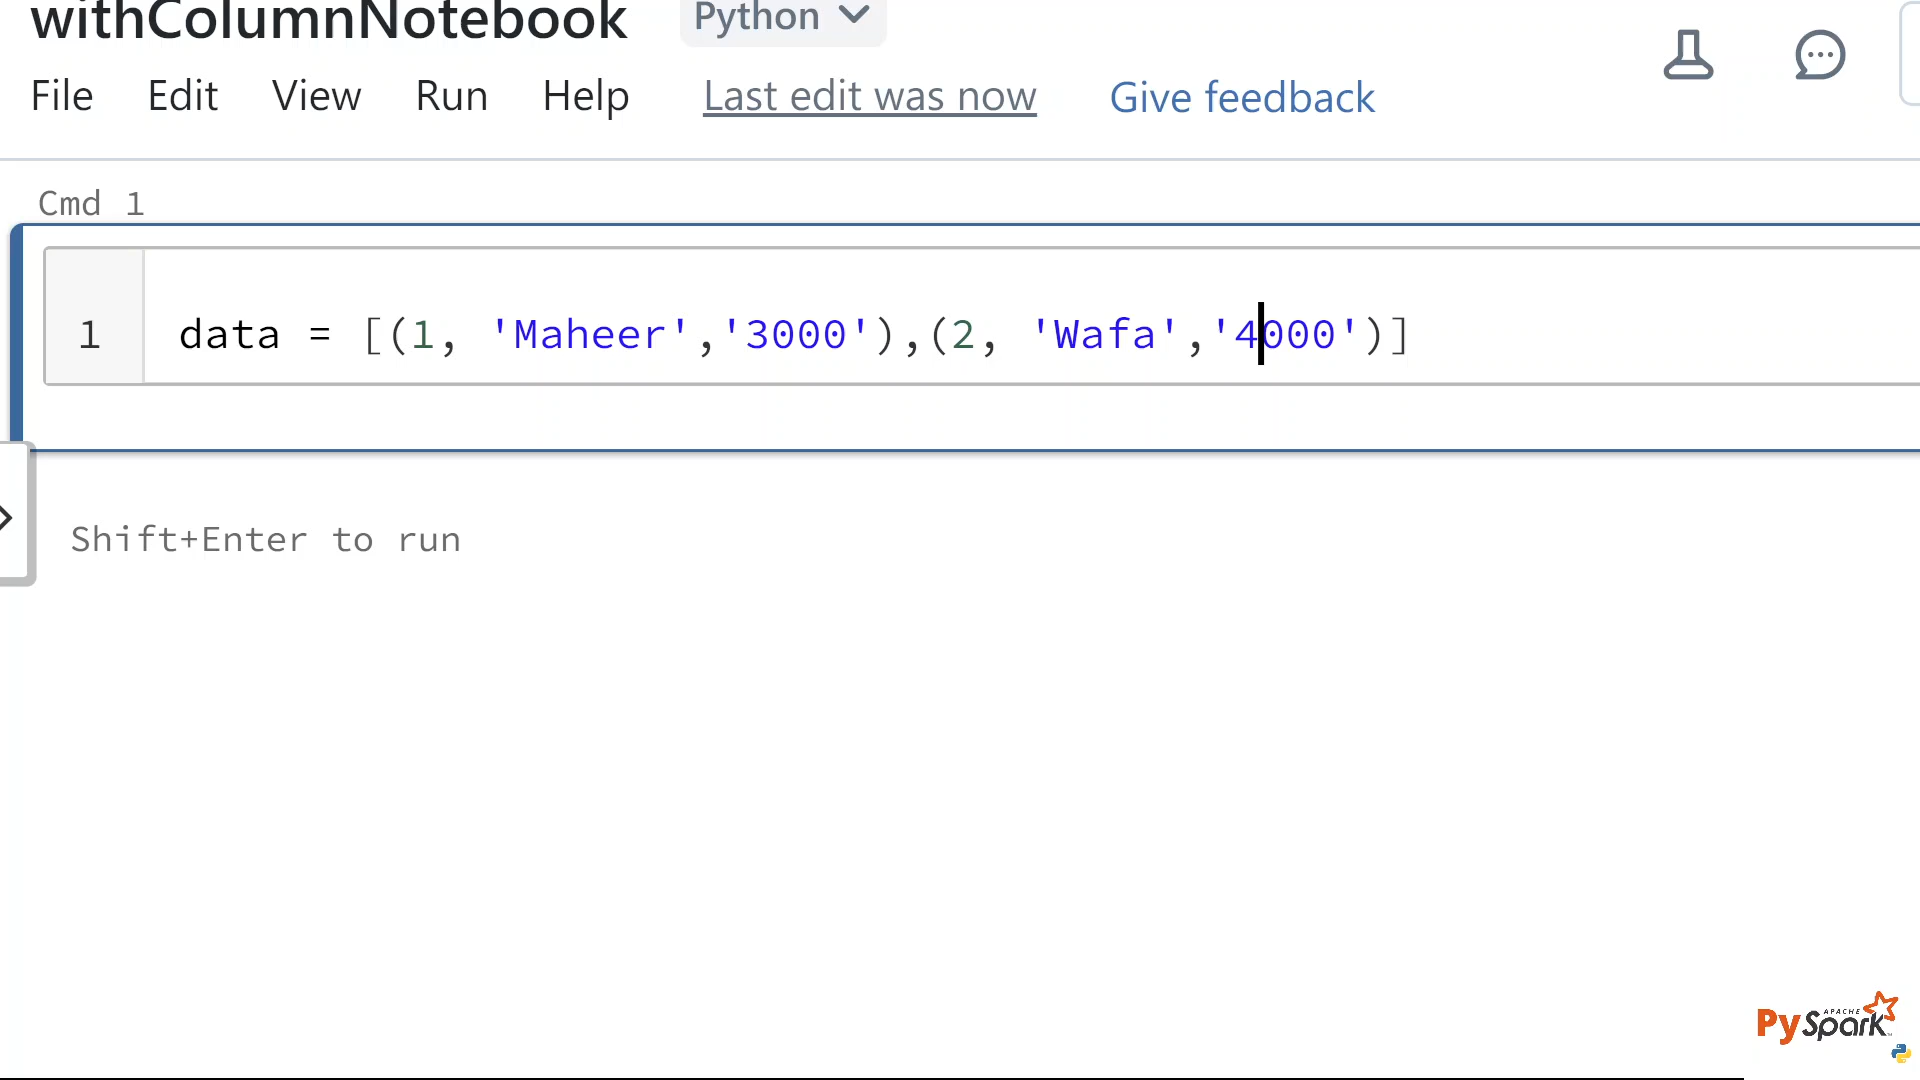 withColumnNotebook Python
File Edit View Run Help Last edit was now Give feedback
Cmd 1
1 data = [(1, 'Maheer','3000'),(2, 'Wafa','4000')]
Shift+Enter to run
APACHE
PySpark